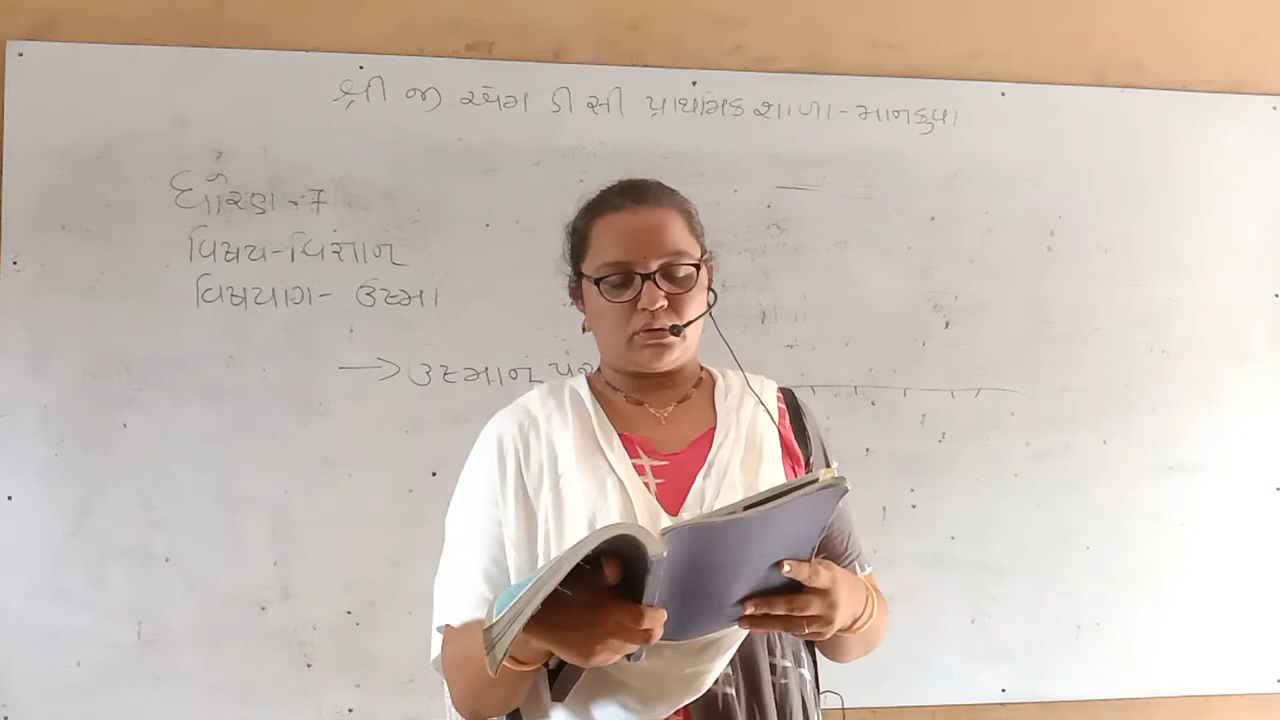 શ્રી જી એમ ડી સી પ્રાથમિક શાળા - માનકુવા
ધોરણ - 7
વિષય - વિજ્ઞાન
વિષયાંગ - ઉષ્મા
→ ઉષ્માનું